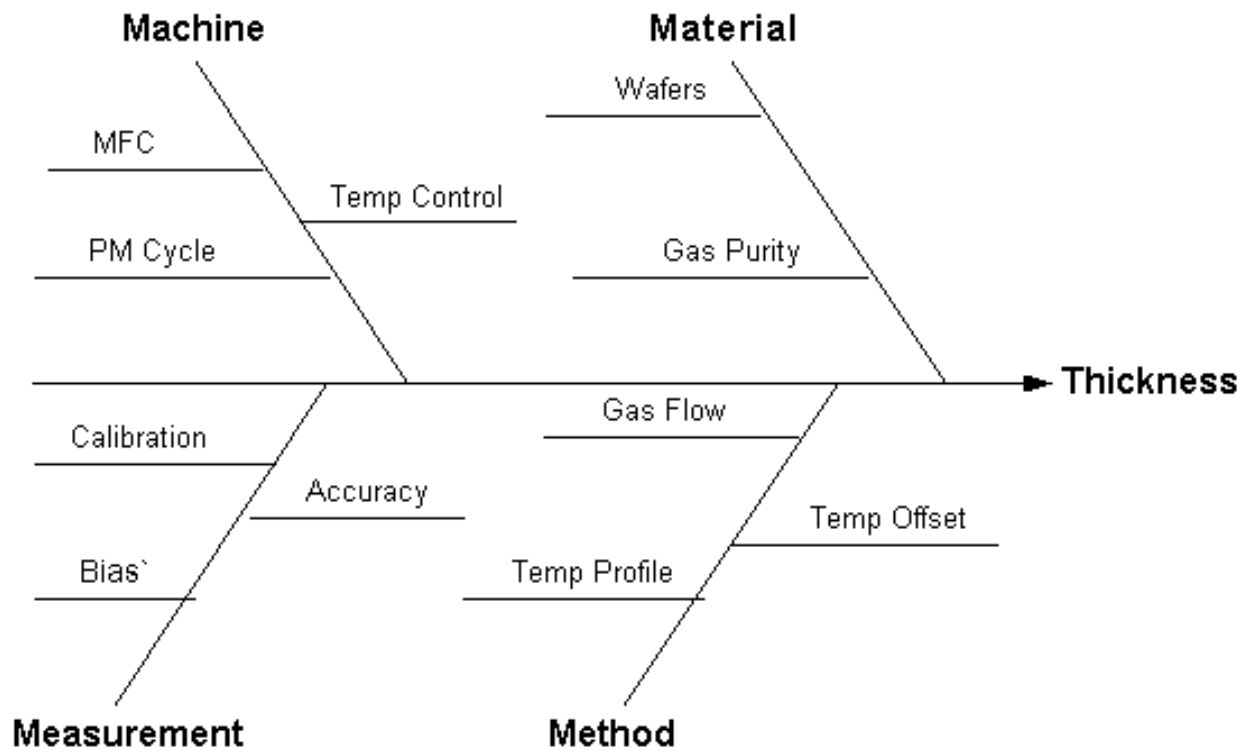 Machine
Material
Wafers
MFC
Temp Control
PM Cycle
Gas Purity
Thickness
Gas Flow
Calibration
Accuracy
Temp Offset
Bias`
Temp Profile
Measurement
Method